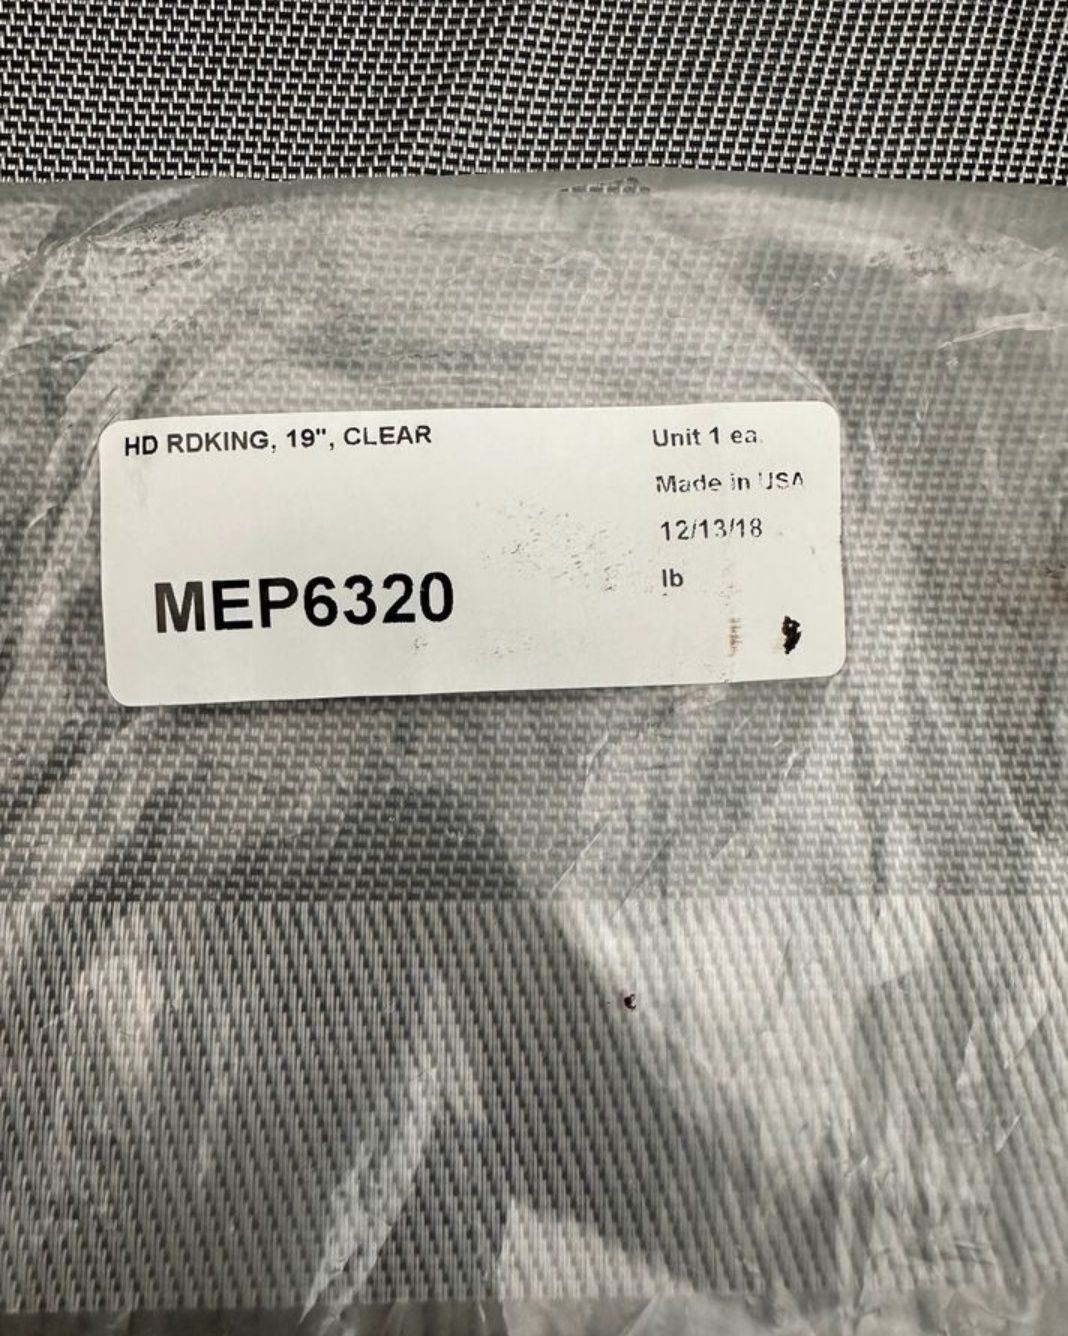 HD RDKING, 19", CLEAR
MEP6320
Unit 1 ea.
Made in USA
12/13/18
lb